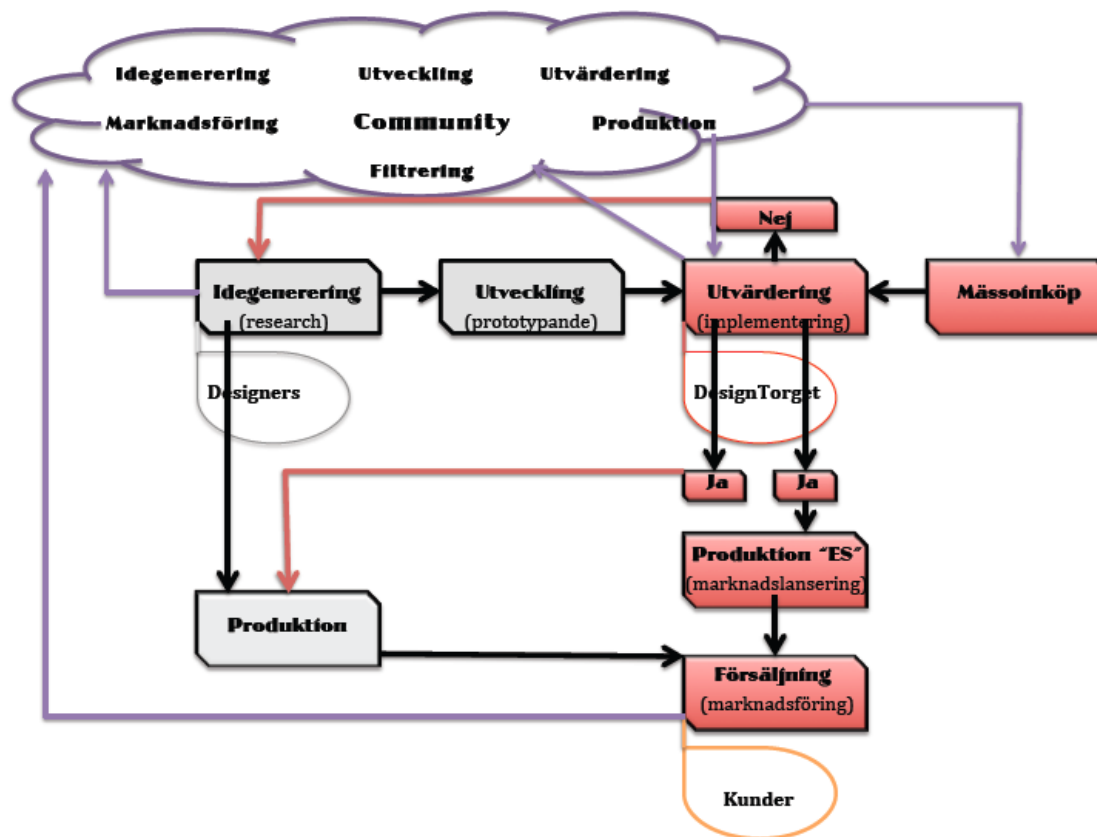 Idegenerering
Utveckling
Utvärdering
Marknadsföring
Community
Produktion
Filtrering
Nej
Idegenerering
(research)
Utveckling
(prototypande)
Utvärdering
(implementering)
Mässoinköp
Designers
DesignTorget
Ja
Ja
Produktion “ES”
(marknadslansering)
Produktion
Försäljning
(marknadsföring)
Kunder